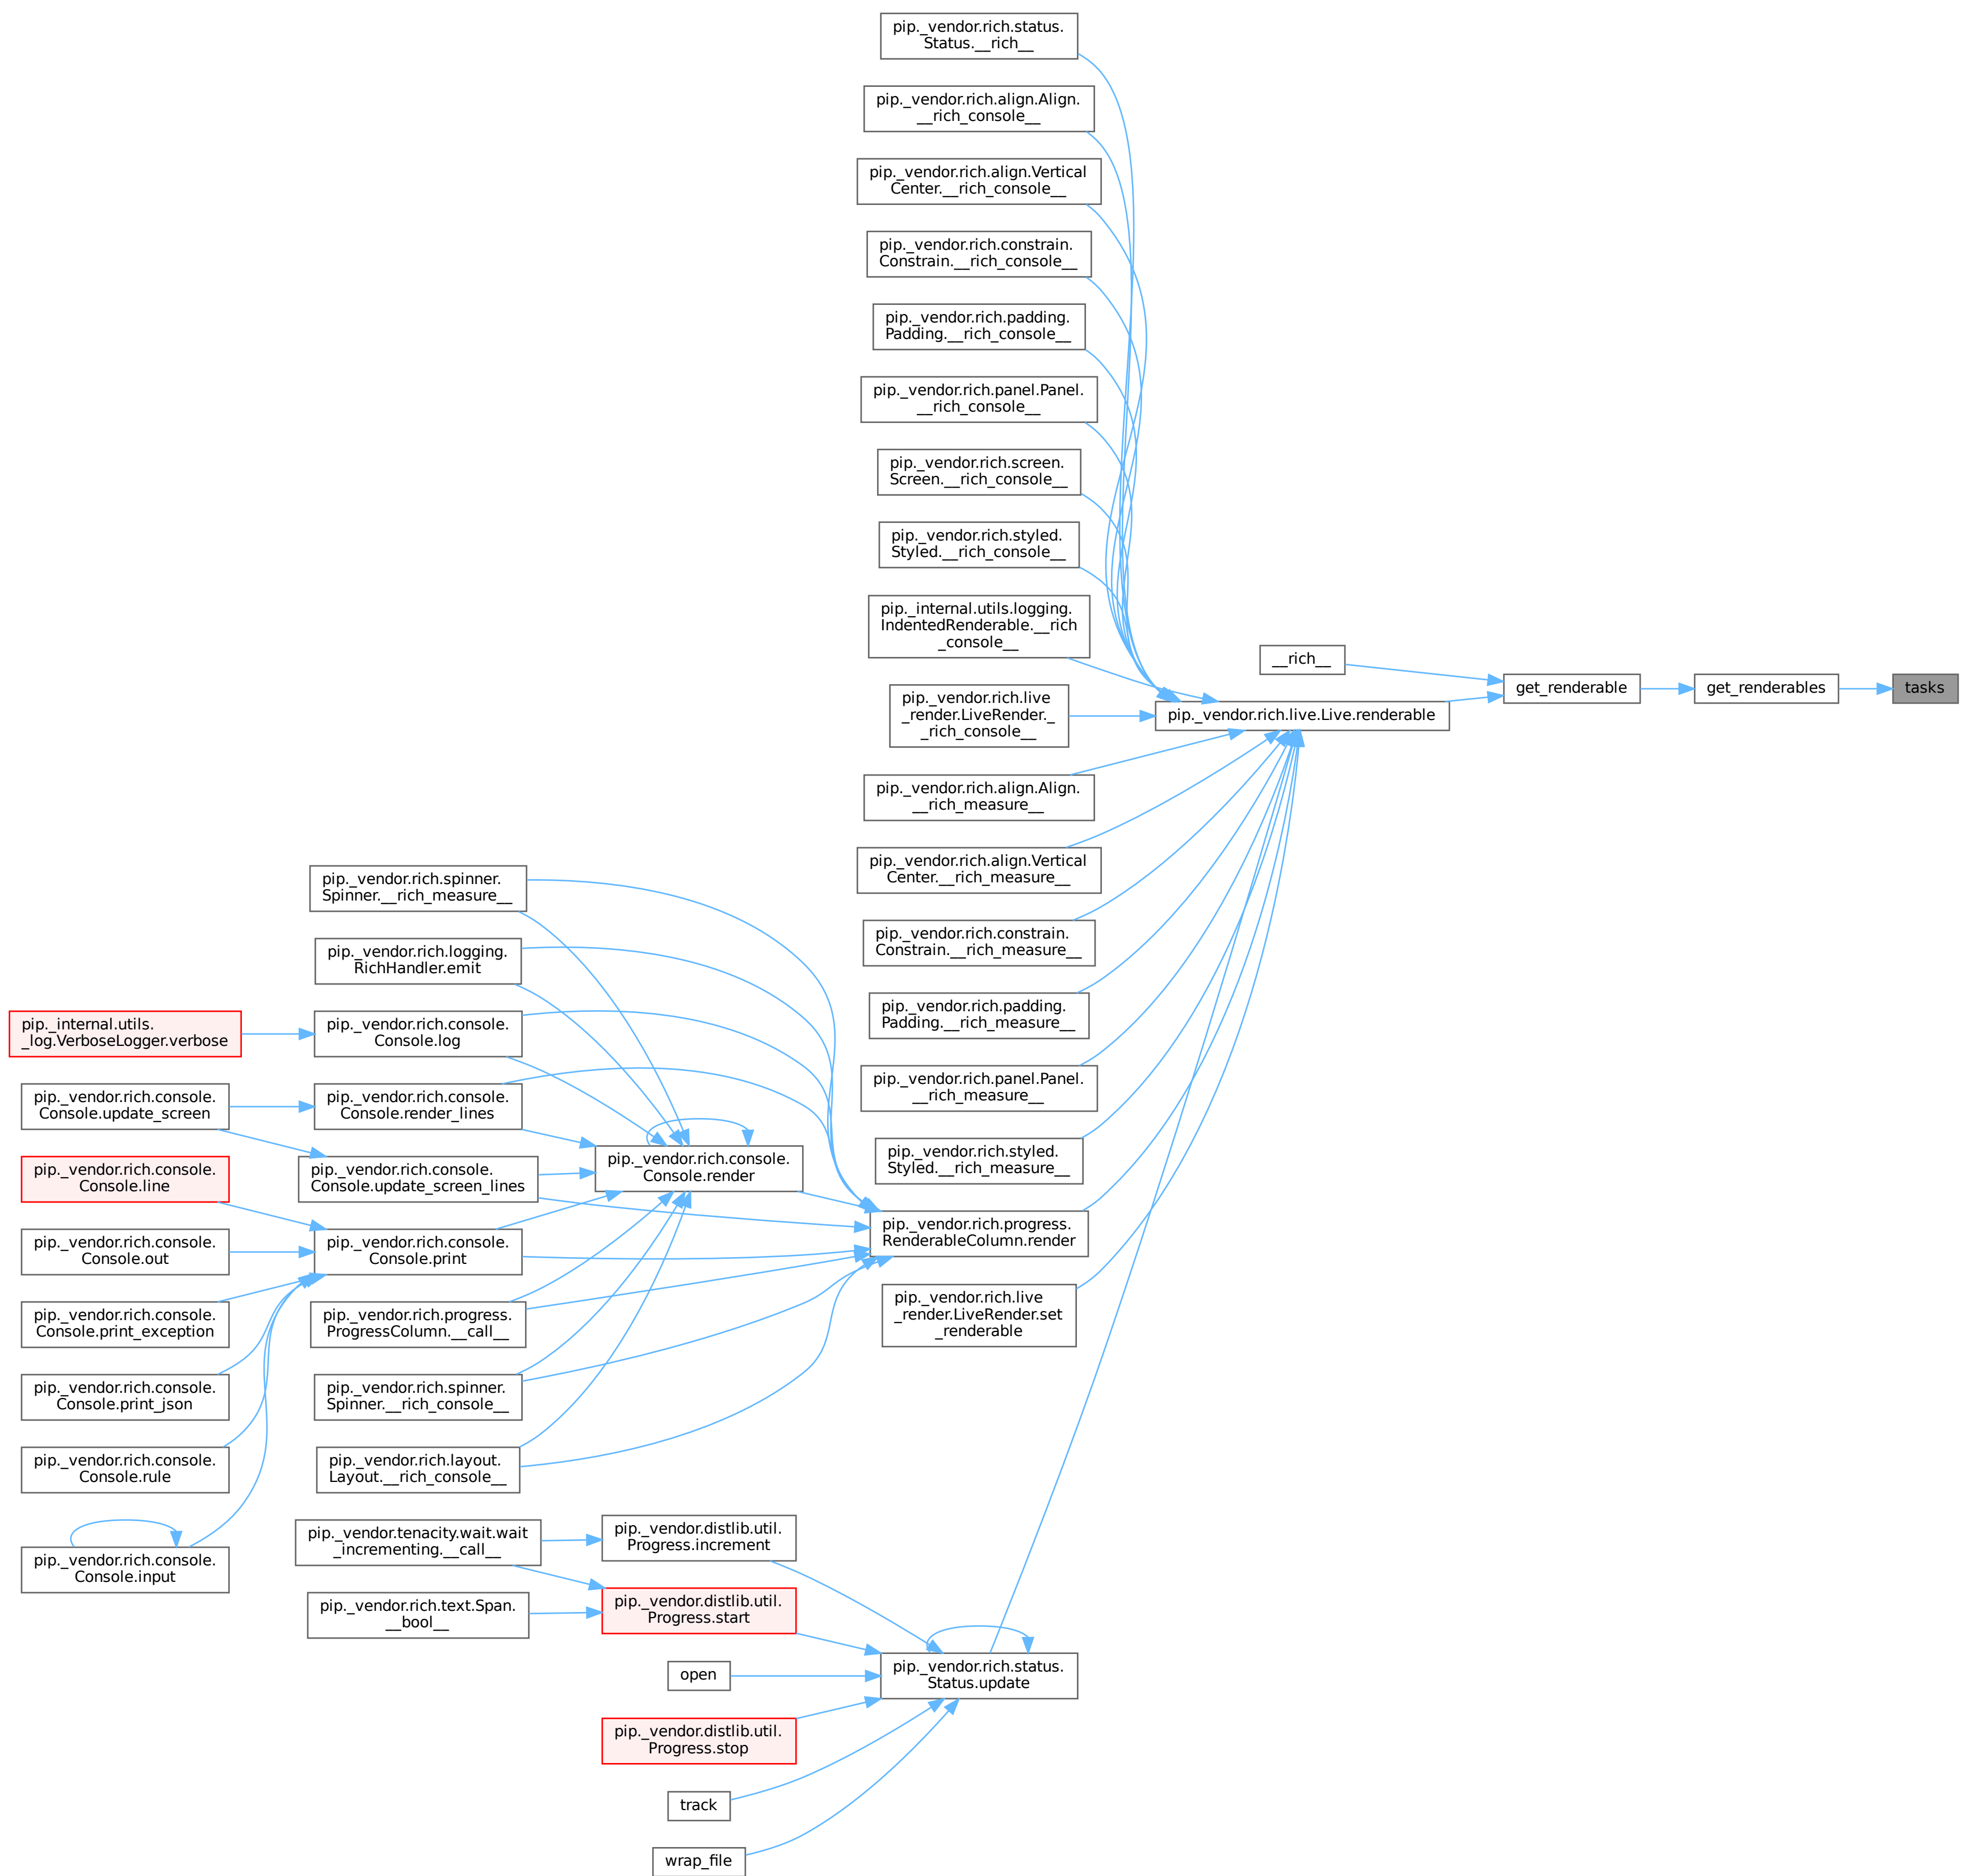 pip._vendor.rich.status.
Status.__rich__
pip._vendor.rich.align.Align.
__rich_console__
pip._vendor.rich.align.Vertical
Center.__rich_console__
pip._vendor.rich.constrain.
Constrain.__rich_console__
pip._vendor.rich.padding.
Padding.__rich_console__
pip._vendor.rich.panel.Panel.
__rich_console__
pip._vendor.rich.screen.
Screen.__rich_console__
pip._vendor.rich.styled.
Styled.__rich_console__
pip._internal.utils.logging.
IndentedRenderable.__rich
_console__
__rich__
get_renderable
get_renderables
tasks
pip._vendor.rich.live
_render.LiveRender._
_rich_console__
pip._vendor.rich.live.Live.renderable
pip._vendor.rich.align.Align.
__rich_measure__
pip._vendor.rich.align.Vertical
Center.__rich_measure__
pip._vendor.rich.constrain.
Constrain.__rich_measure__
pip._vendor.rich.padding.
Padding.__rich_measure__
pip._vendor.rich.panel.Panel.
__rich_measure__
pip._vendor.rich.styled.
Styled.__rich_measure__
pip._vendor.rich.progress.
RenderableColumn.render
pip._vendor.rich.live
_render.LiveRender.set
_renderable
pip._vendor.rich.spinner.
Spinner.__rich_measure__
pip._vendor.rich.logging.
RichHandler.emit
pip._vendor.rich.console.
Console.log
pip._internal.utils.
_log.VerboseLogger.verbose
pip._vendor.rich.console.
Console.render_lines
pip._vendor.rich.console.
Console.update_screen
pip._vendor.rich.console.
Console.render
pip._vendor.rich.console.
Console.update_screen_lines
pip._vendor.rich.console.
Console.line
pip._vendor.rich.console.
Console.print
pip._vendor.rich.console.
Console.out
pip._vendor.rich.progress.
ProgressColumn.__call__
pip._vendor.rich.console.
Console.print_exception
pip._vendor.rich.spinner.
Spinner.__rich_console__
pip._vendor.rich.console.
Console.print_json
pip._vendor.rich.layout.
Layout.__rich_console__
pip._vendor.rich.console.
Console.rule
pip._vendor.rich.console.
Console.input
pip._vendor.tenacity.wait.wait
_incrementing.__call__
pip._vendor.distlib.util.
Progress.increment
pip._vendor.rich.text.Span.
__bool__
pip._vendor.distlib.util.
Progress.start
pip._vendor.rich.status.
Status.update
open
pip._vendor.distlib.util.
Progress.stop
track
wrap_file